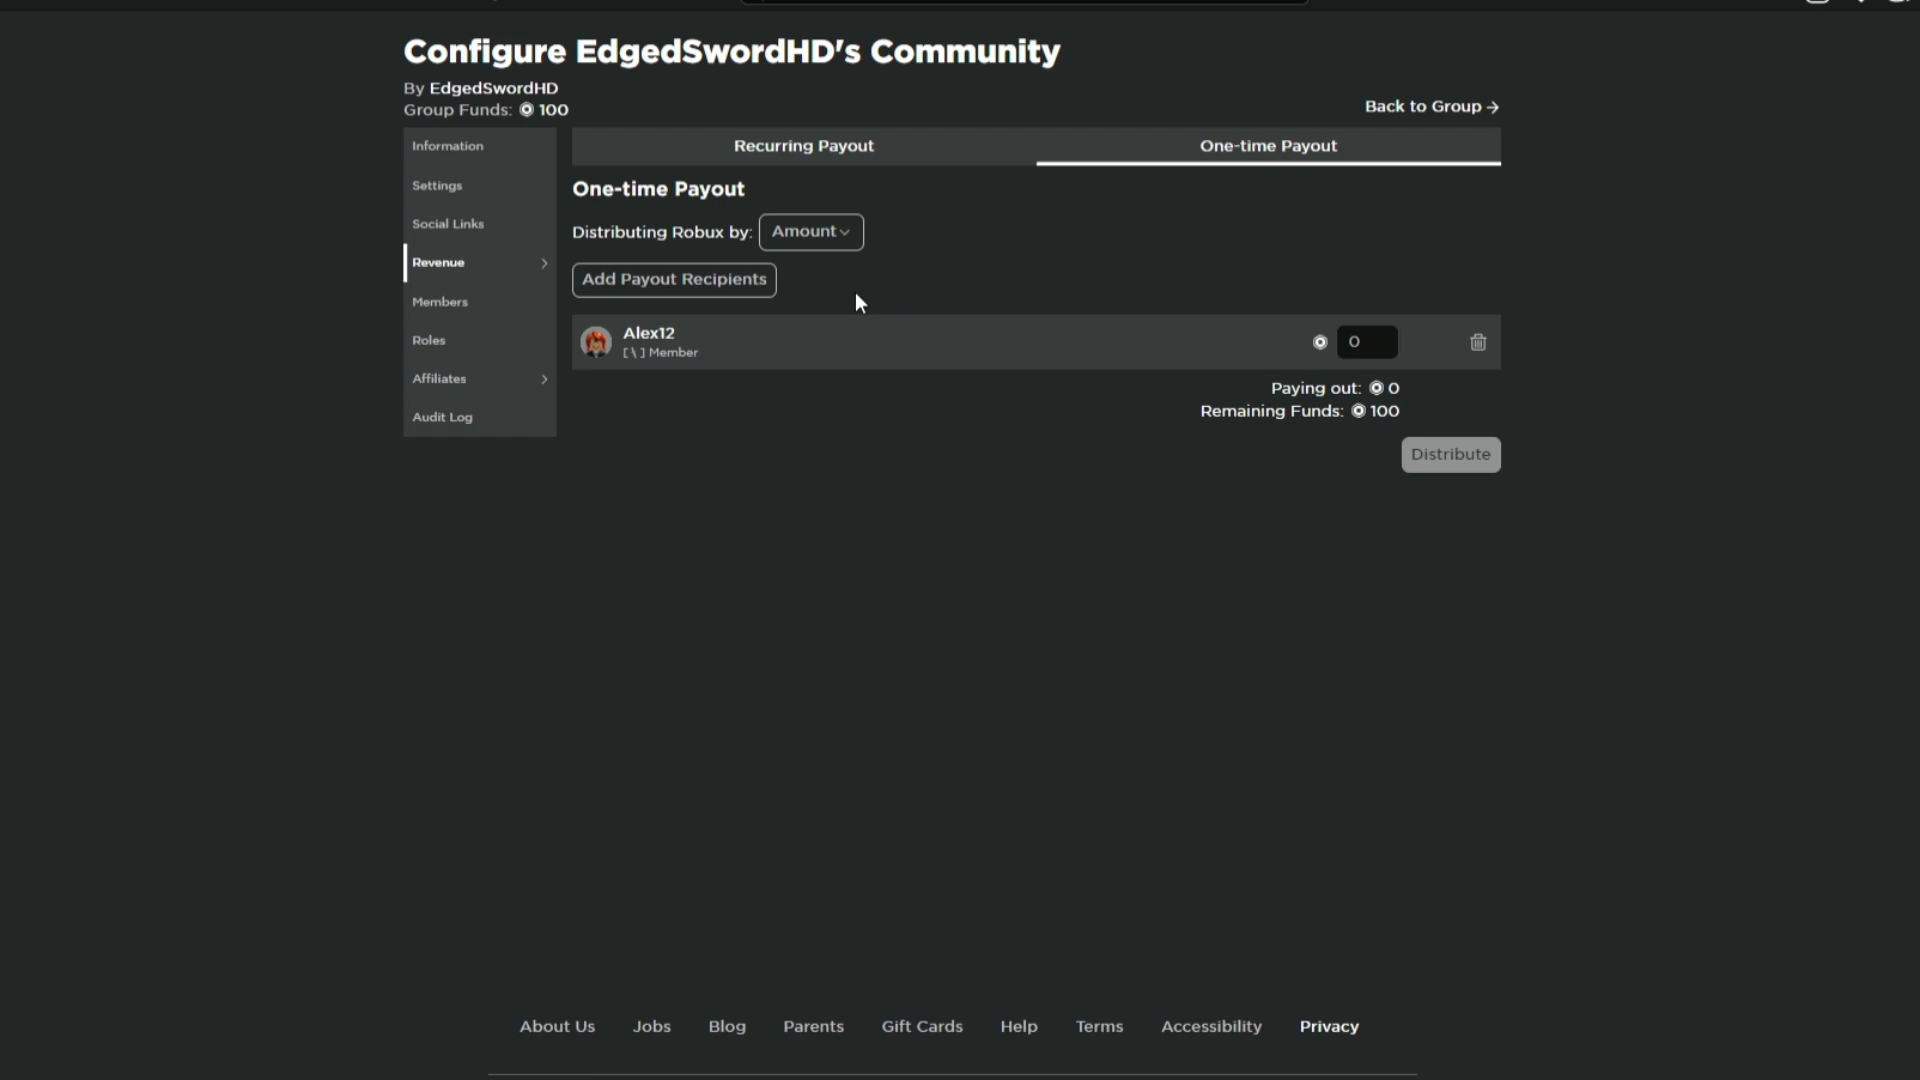 Configure EdgedSwordHD's Community
By EdgedSwordHD
Group Funds: 100
Back to Group →
Information
Settings
Social Links
Revenue
Members
Roles
Affiliates
Audit Log
Recurring Payout
One-time Payout
One-time Payout
Distributing Robux by: Amount
Add Payout Recipients
Alex12
[\] Member
0
Paying out: 0
Remaining Funds: 100
Distribute
About Us Jobs Blog Parents Gift Cards Help Terms Accessibility Privacy